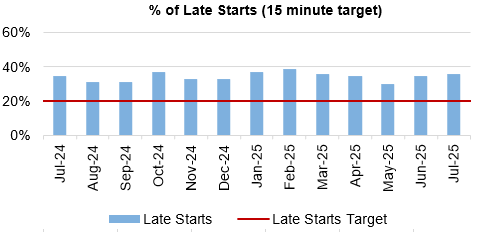 % of Late Starts (15 minute target)
60%
40%
20%
0%
Jul-24
Aug-24
Sep-24
Oct-24
Nov-24
Dec-24
Jan-25
Feb-25
Mar-25
Apr-25
May-25
Jun-25
Jul-25
Late Starts
Late Starts Target